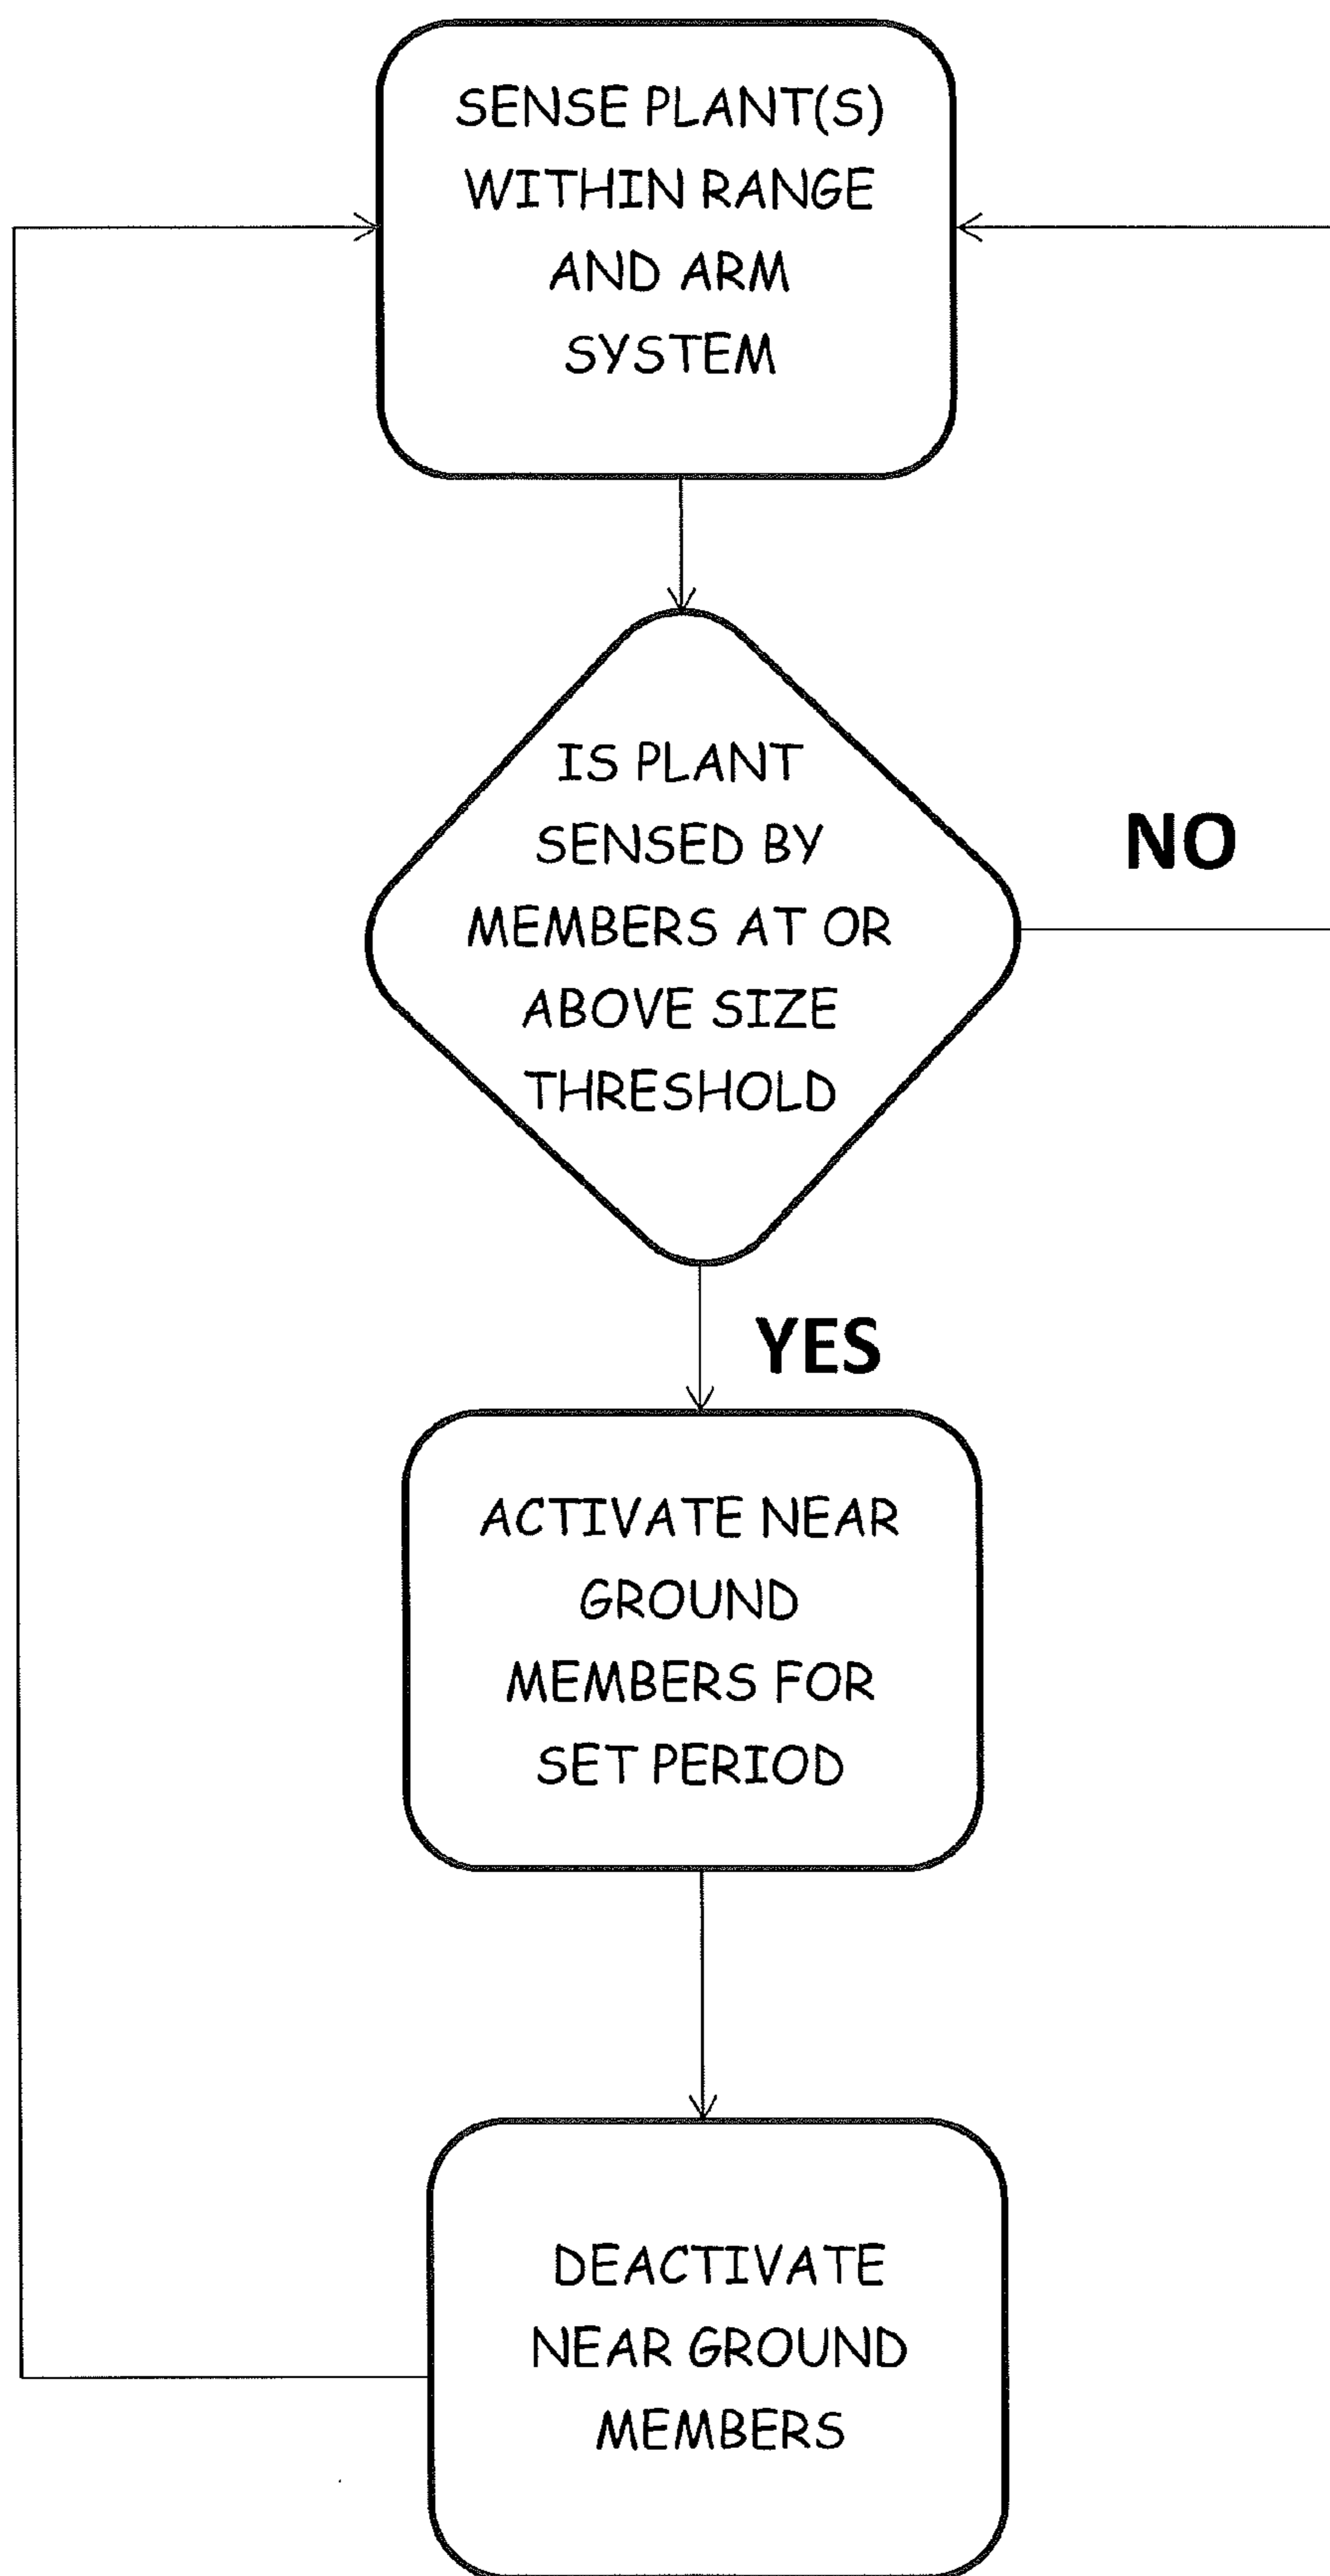 SENSE PLANT(S)
WITHIN RANGE
AND ARM
SYSTEM
IS PLANT
SENSED BY
MEMBERS AT OR
ABOVE SIZE
THRESHOLD
NO
YES
ACTIVATE NEAR
GROUND
MEMBERS FOR
SET PERIOD
DEACTIVATE
NEAR GROUND
MEMBERS